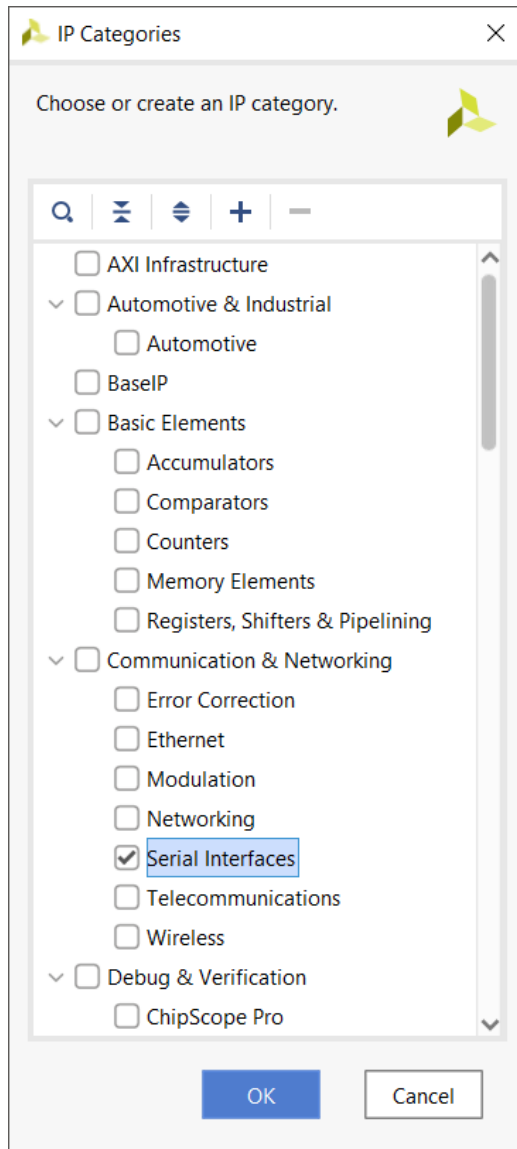 IP Categories
Choose or create an IP category.
AXI Infrastructure
Automotive & Industrial
Automotive
BaseIP
Basic Elements
Accumulators
Comparators
Counters
Memory Elements
Registers, Shifters & Pipelining
Communication & Networking
Error Correction
Ethernet
Modulation
Networking
Serial Interfaces
Telecommunications
Wireless
Debug & Verification
ChipScope Pro
OK
Cancel